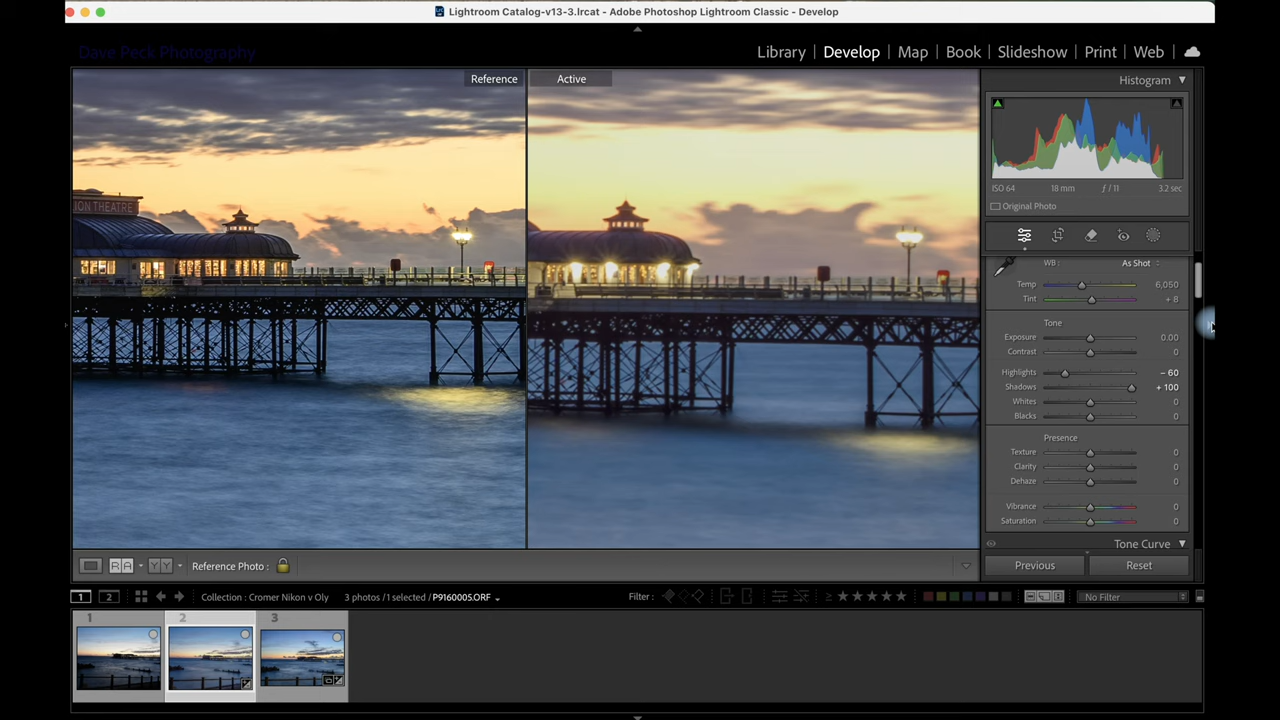 Lightroom Catalog-v13-3.lrcat - Adobe Photoshop Lightroom Classic - Develop
Dave Peck Photography
Library | Develop | Map | Book | Slideshow | Print | Web
Reference
Active
ION THEATRE
Histogram
ISO 64 18 mm ƒ / 11 3.2 sec
Original Photo
WB : As Shot
Temp 6,050
Tint + 8
Tone
Exposure 0.00
Contrast 0
Highlights – 60
Shadows + 100
Whites 0
Blacks 0
Presence
Texture 0
Clarity 0
Dehaze 0
Vibrance 0
Saturation 0
Tone Curve
R A Y Y Reference Photo :
Previous Reset
1 2 Collection : Cromer Nikon v Oly 3 photos / 1 selected / P9160005.ORF Filter : No Filter
1 2 3